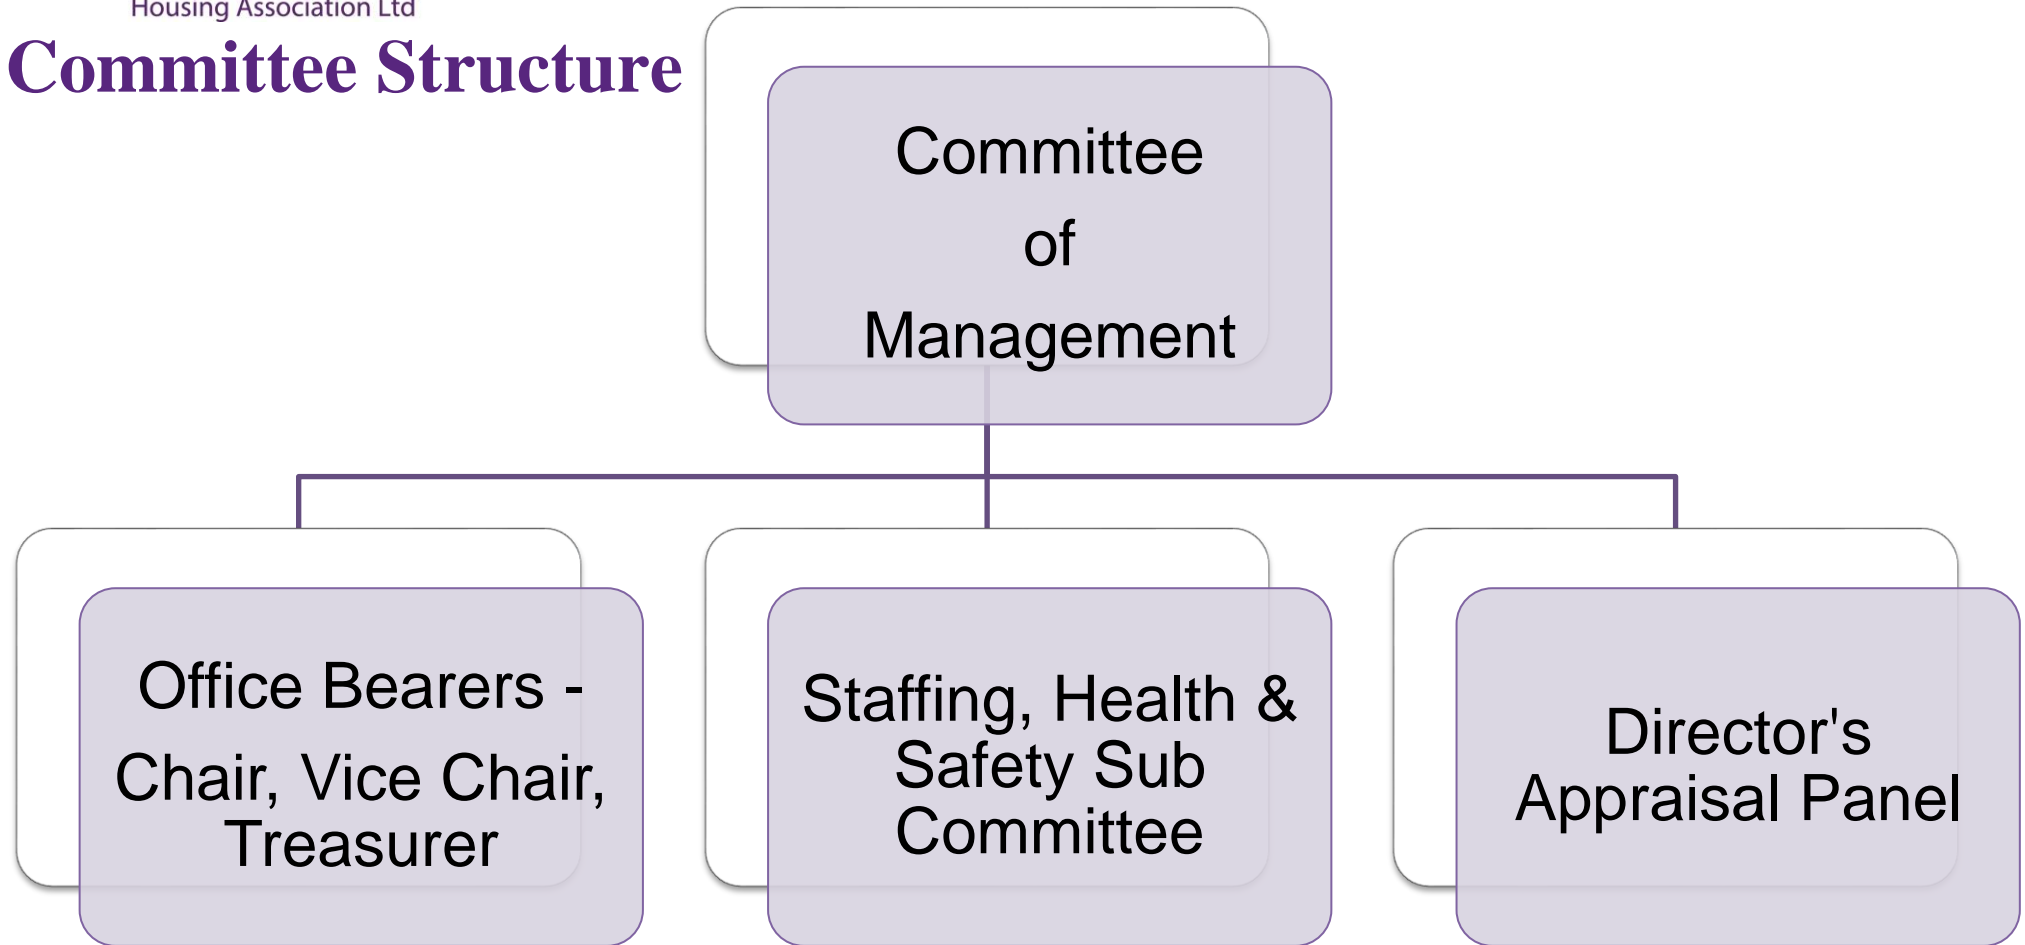 Housing Association Ltd
Committee Structure
Committee
of
Management
Office Bearers -
Chair, Vice Chair,
Treasurer
Staffing, Health &
Safety Sub
Committee
Director's
Appraisal Panel